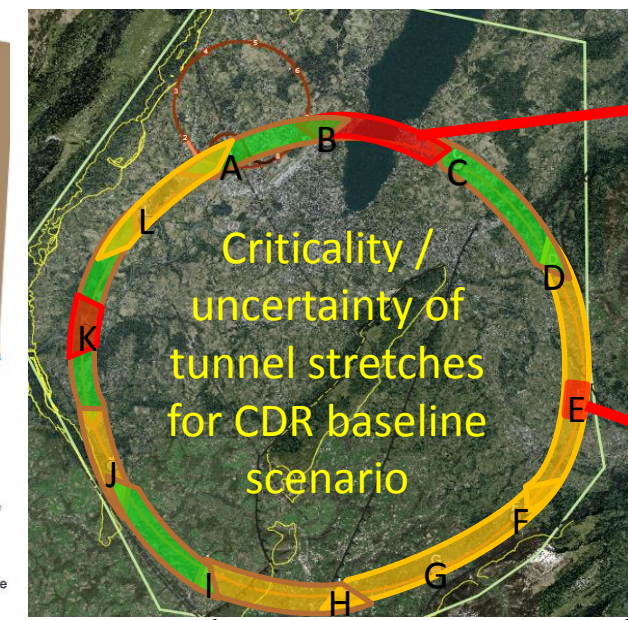 B
A
C
L
Criticality /
D
uncertainty of
K
tunnel stretches
E
for CDR baseline
scenario
J
F
G
I
H